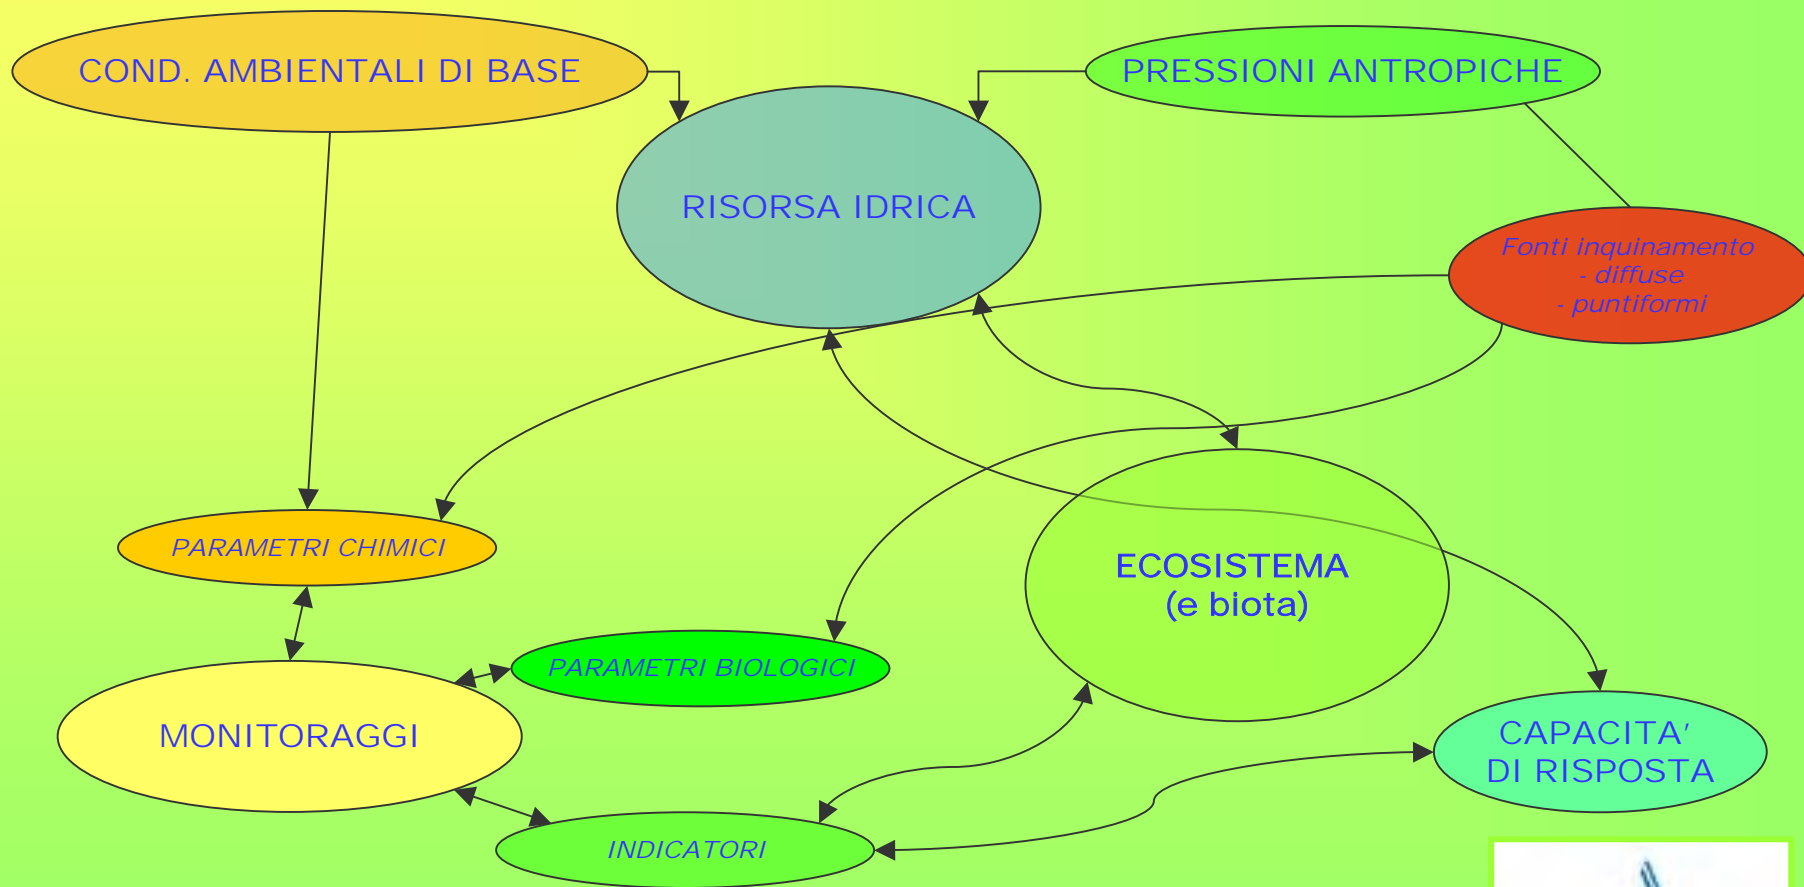 COND. AMBIENTALI DI BASE
PRESSIONI ANTROPICHE
RISORSA IDRICA
Fonti inquinamento
- diffuse
- puntiformi
PARAMETRI CHIMICI
ECOSISTEMA
(e biota)
PARAMETRI BIOLOGICI
MONITORAGGI
CAPACITA'
DI RISPOSTA
INDICATORI